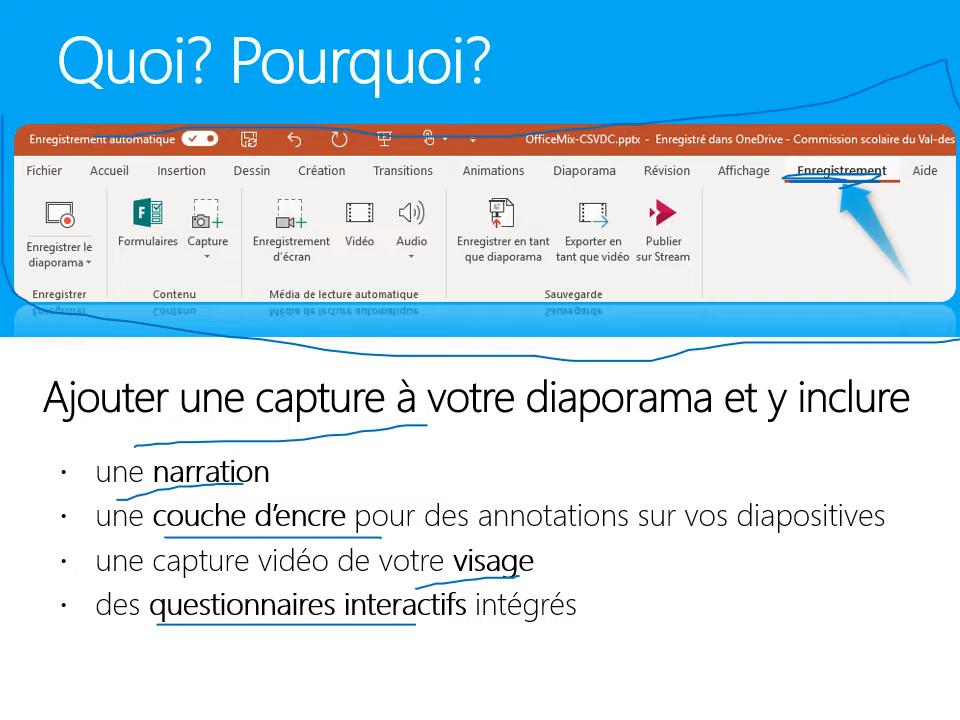 Quoi? Pourquoi?
Enregistrement automatique OfficeMix-CSVDC.pptx - Enregistré dans OneDrive - Commission scolaire du Val-des
Fichier Accueil Insertion Dessin Création Transitions Animations Diaporama Révision Affichage Enregistrement Aide
Enregistrer le diaporama
Formulaires
Capture
Enregistrement d'écran
Vidéo
Audio
Enregistrer en tant que diaporama
Exporter en tant que vidéo
Publier sur Stream
Enregistrer Contenu Média de lecture automatique Sauvegarde
Ajouter une capture à votre diaporama et y inclure
· une narration
· une couche d'encre pour des annotations sur vos diapositives
· une capture vidéo de votre visage
· des questionnaires interactifs intégrés